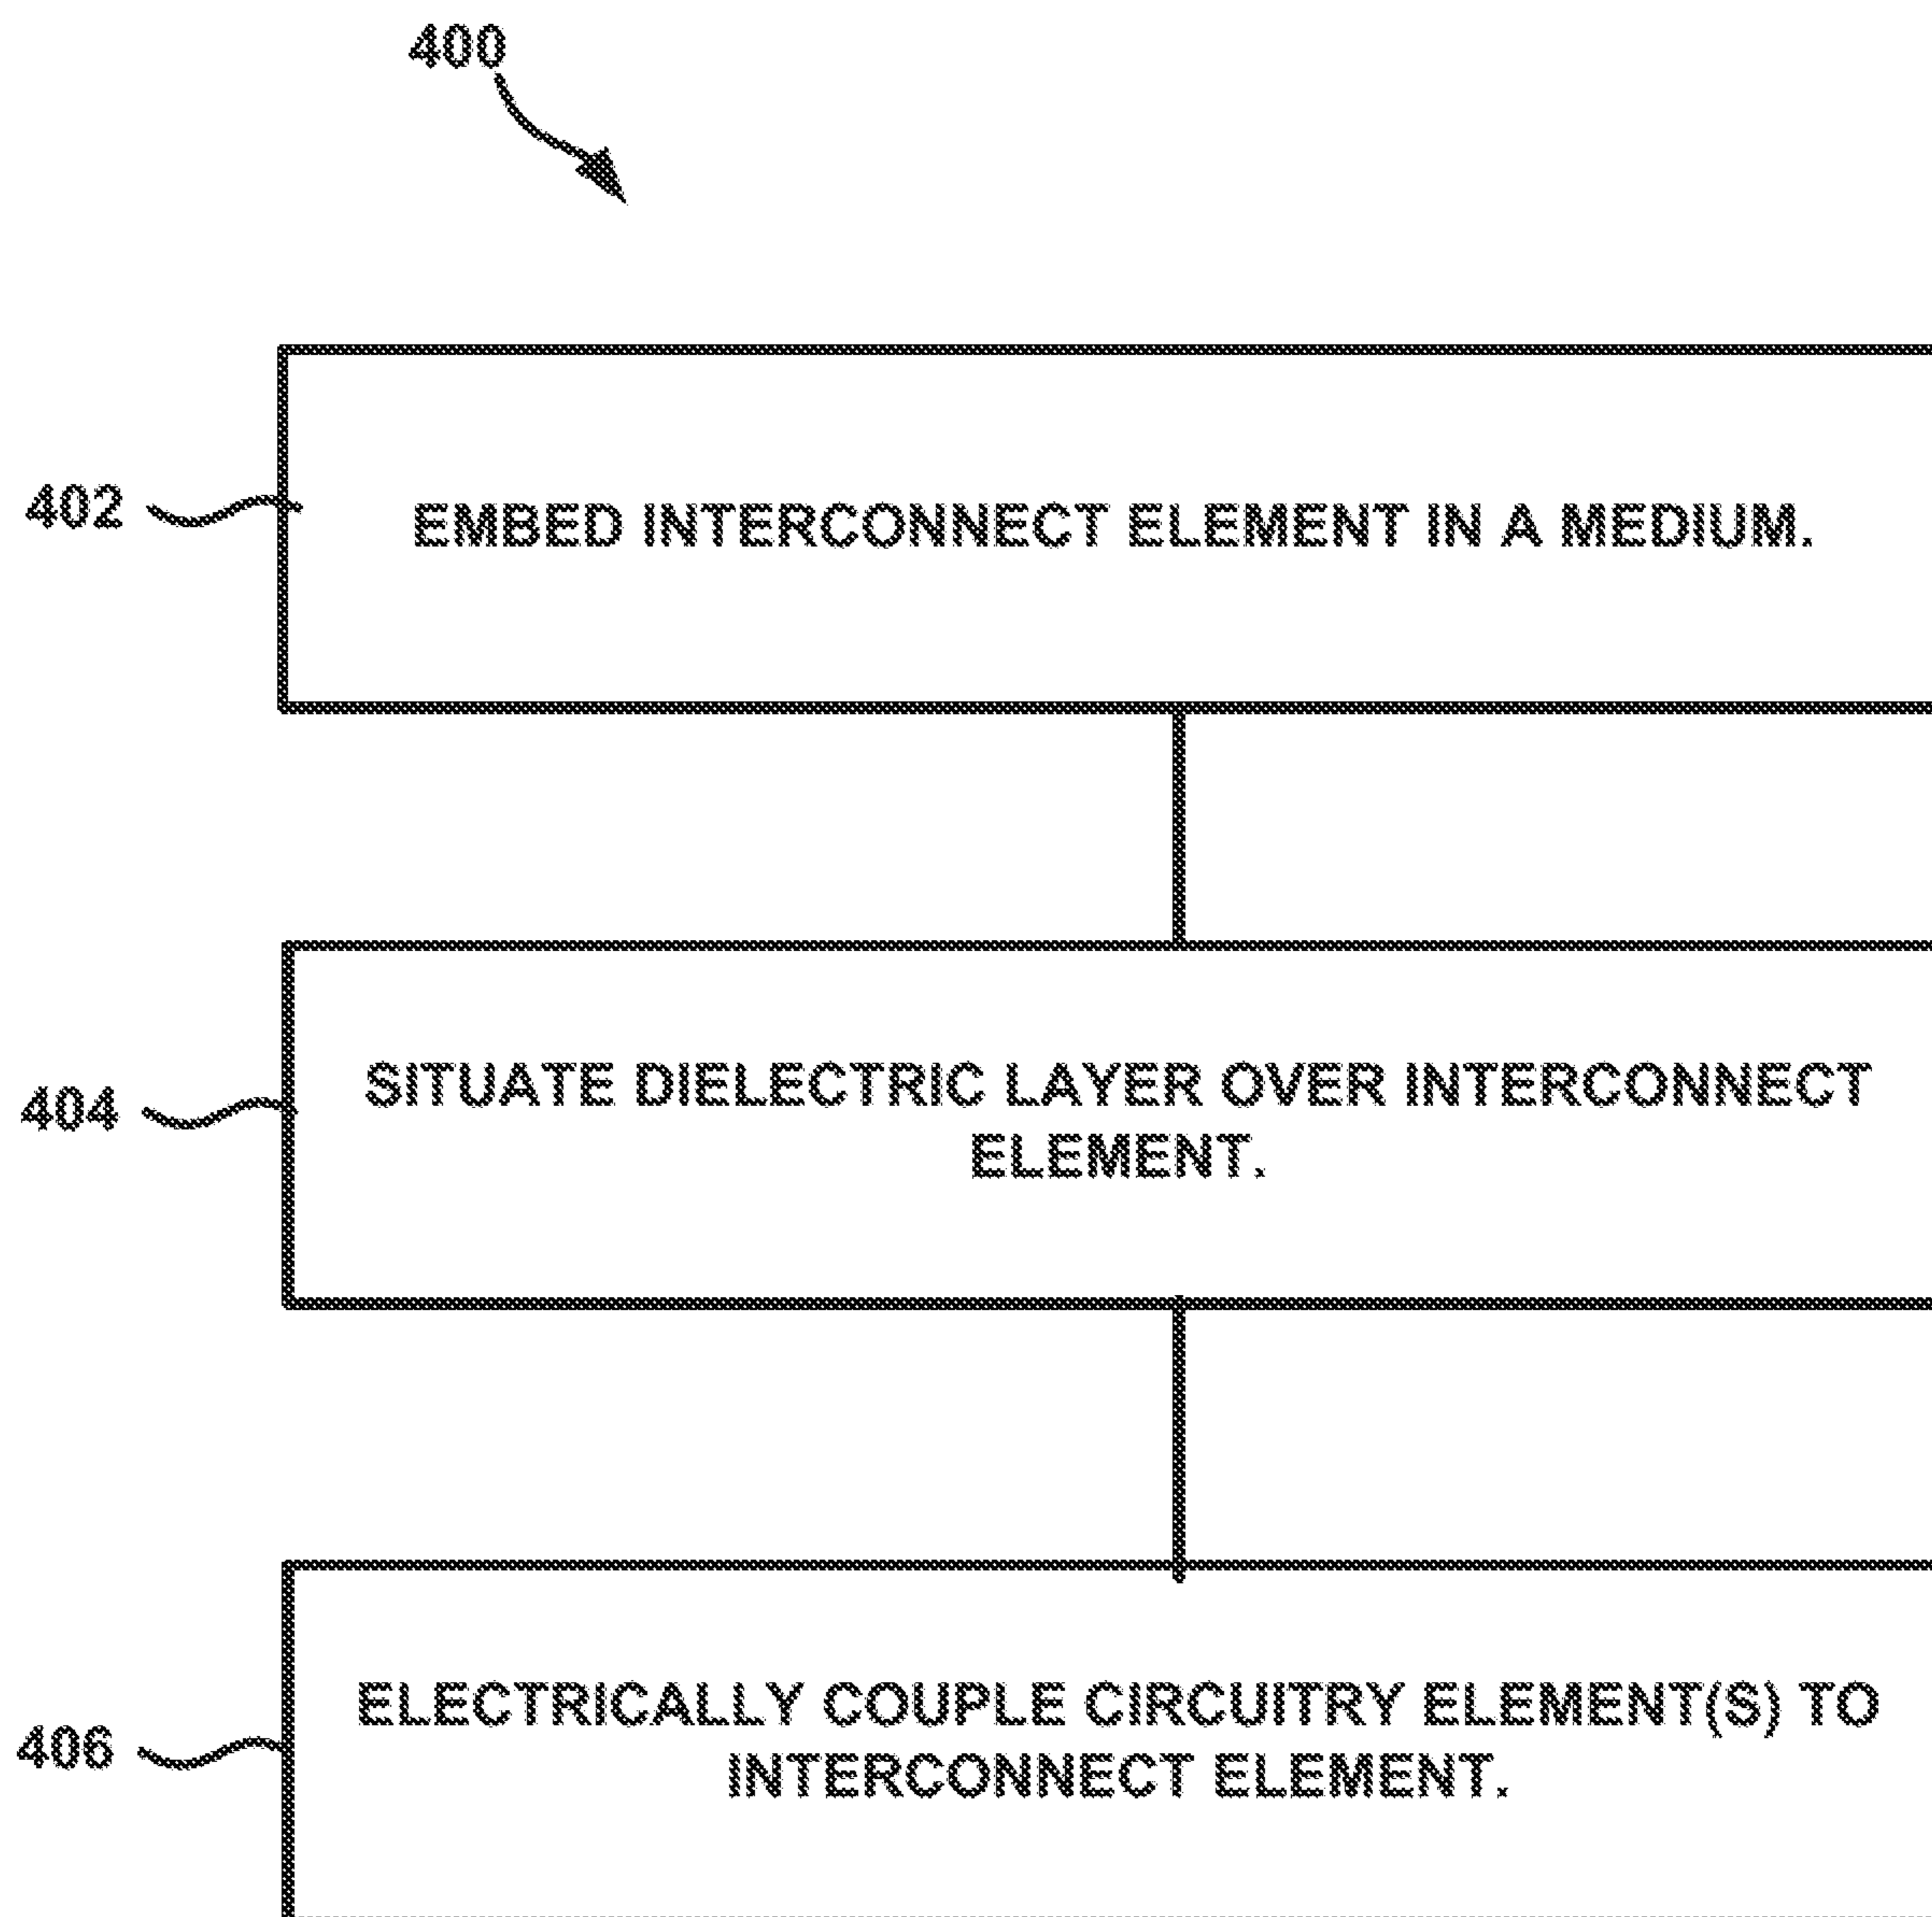 400
402
EMBED INTERCONNECT ELEMENT IN A MEDIUM.
404
SITUATE DIELECTRIC LAYER OVER INTERCONNECT
ELEMENT.
406
ELECTRICALLY COUPLE CIRCUITRY ELEMENT(S) TO
INTERCONNECT ELEMENT.